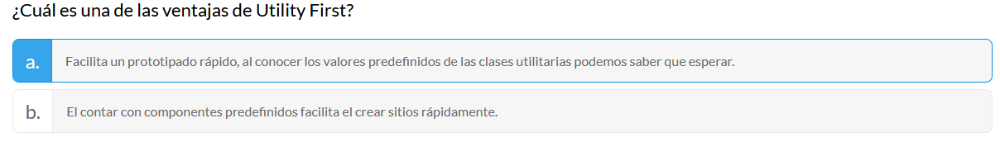 ¿Cuál es una de las ventajas de Utility First?
a. Facilita un prototipado rápido, al conocer los valores predefinidos de las clases utilitarias podemos saber que esperar.
b. El contar con componentes predefinidos facilita el crear sitios rápidamente.